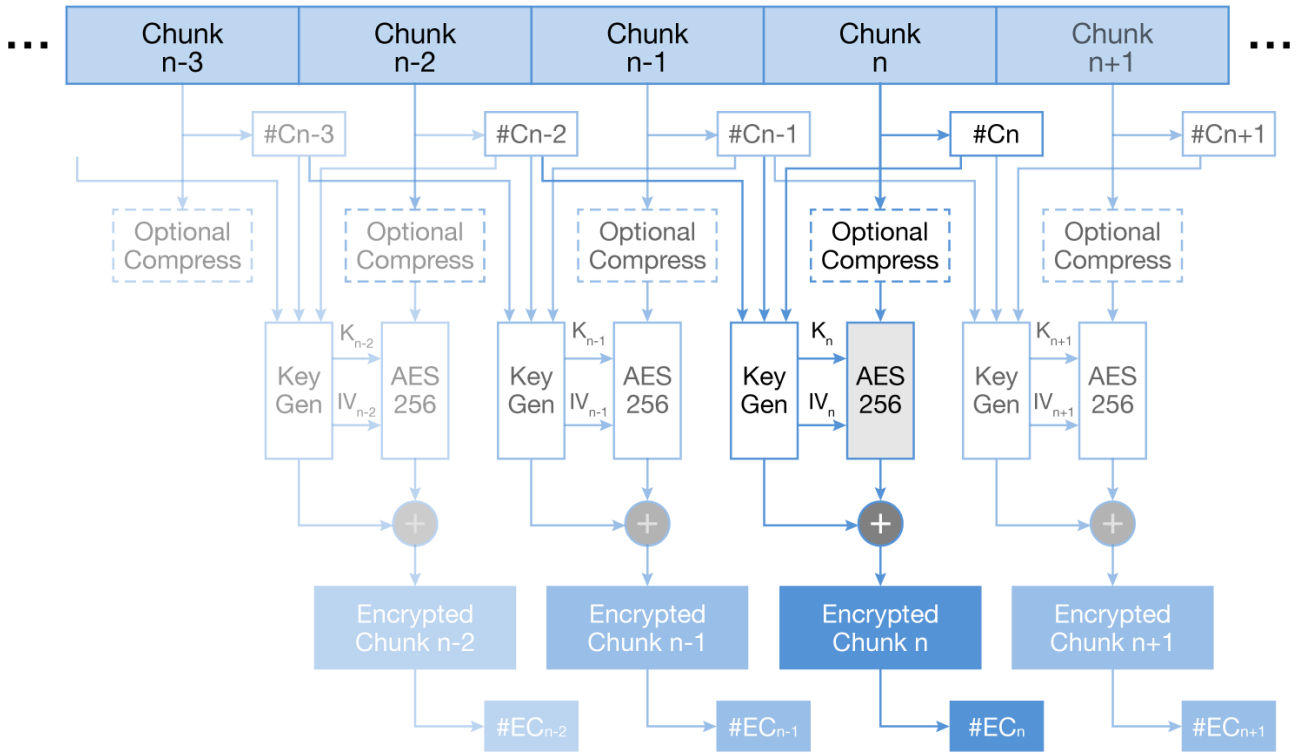 ... Chunk Chunk Chunk Chunk Chunk ...
n-3 n-2 n-1 n n+1
#Cn-3 #Cn-2 #Cn-1 #Cn #Cn+1
Optional Optional Optional Optional Optional
Compress Compress Compress Compress Compress
Kn-2 Kn-1 Kn Kn+1
Key AES Key AES Key AES Key AES
Gen IVn-2 256 Gen IVn-1 256 Gen IVn 256 Gen IVn+1 256
+ + + +
Encrypted Encrypted Encrypted Encrypted
Chunk n-2 Chunk n-1 Chunk n Chunk n+1
#ECn-2 #ECn-1 #ECn #ECn+1